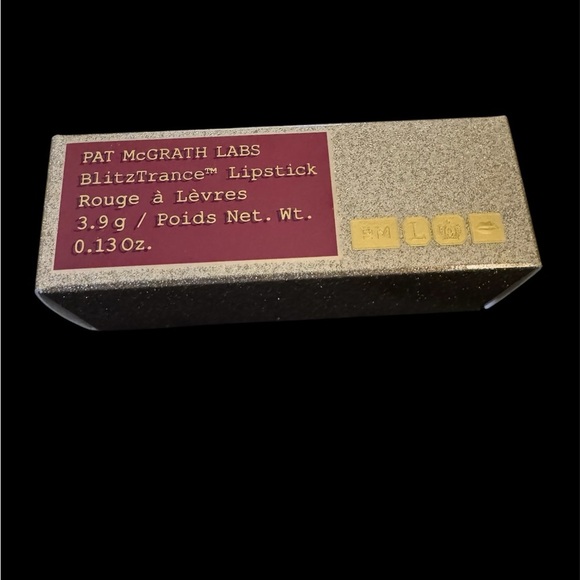 PAT McGRATH LABS
BlitzTrance™ Lipstick
Rouge à Lèvres
3.9 g / Poids Net. Wt.
0.13 Oz.